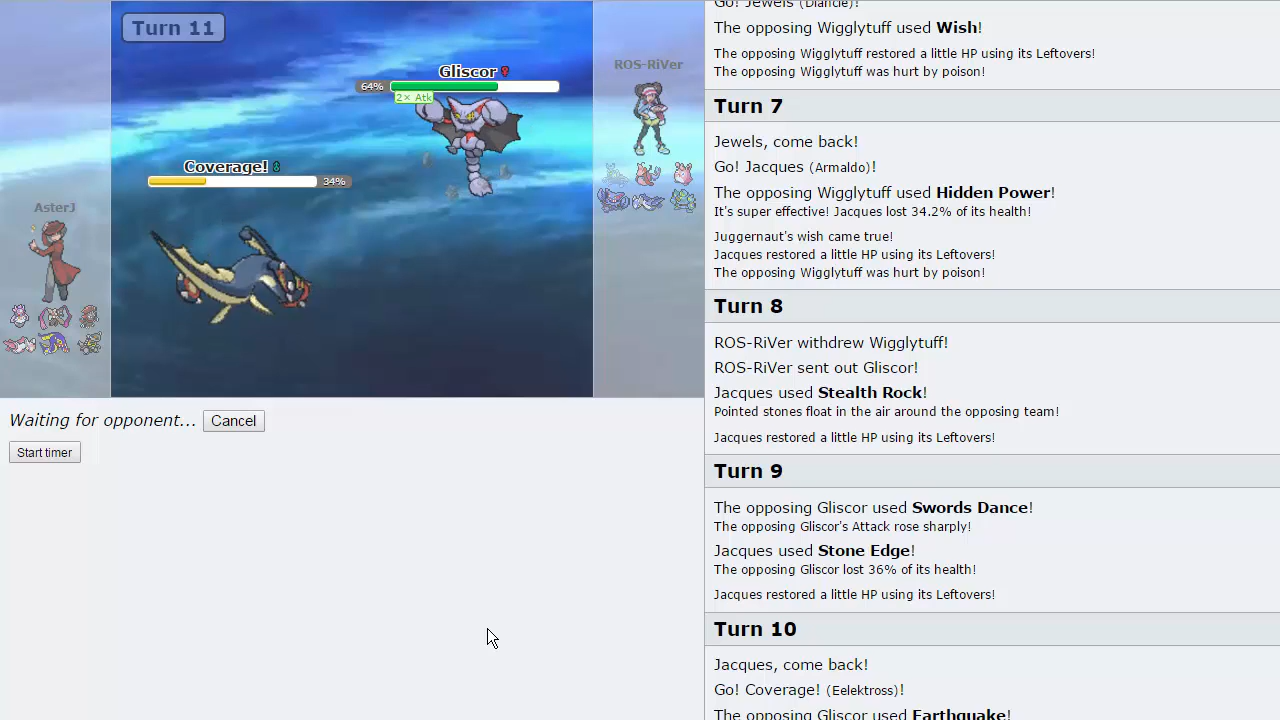 Turn 11
Gliscor
64%
2× Atk
Coverage!
34%
AsterJ
ROS-RiVer
Waiting for opponent... Cancel
Start timer
Go! Jewels (Diancie)!
The opposing Wigglytuff used Wish!
The opposing Wigglytuff restored a little HP using its Leftovers!
The opposing Wigglytuff was hurt by poison!
Turn 7
Jewels, come back!
Go! Jacques (Armaldo)!
The opposing Wigglytuff used Hidden Power!
It's super effective! Jacques lost 34.2% of its health!
Juggernaut's wish came true!
Jacques restored a little HP using its Leftovers!
The opposing Wigglytuff was hurt by poison!
Turn 8
ROS-RiVer withdrew Wigglytuff!
ROS-RiVer sent out Gliscor!
Jacques used Stealth Rock!
Pointed stones float in the air around the opposing team!
Jacques restored a little HP using its Leftovers!
Turn 9
The opposing Gliscor used Swords Dance!
The opposing Gliscor's Attack rose sharply!
Jacques used Stone Edge!
The opposing Gliscor lost 36% of its health!
Jacques restored a little HP using its Leftovers!
Turn 10
Jacques, come back!
Go! Coverage! (Eelektross)!
The opposing Gliscor used Earthquake!